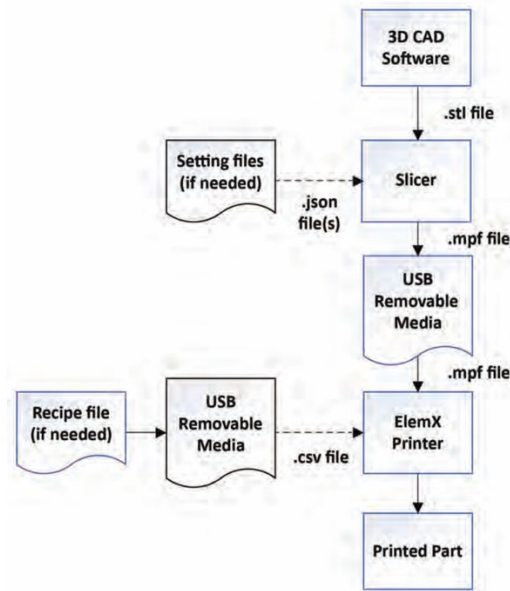 3D CAD
Software
.stl file
Setting files
(if needed)
.json
file(s)
Slicer
.mpf file
USB
Removable
Media
.mpf file
Recipe file
(if needed)
USB
Removable
Media
.csv file
ElemX
Printer
Printed Part